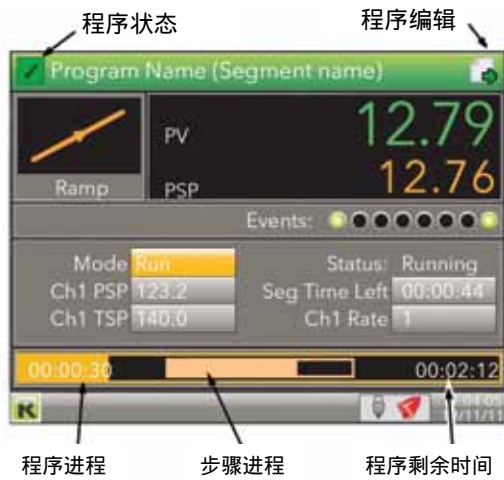 程序状态
程序编辑
Program Name (Segment name)
PV
12.79
Ramp
PSP
12.76
Events:
Mode Run
Status: Running
Ch1 PSP 123.2
Seg Time Left 00:00:44
Ch1 TSP 140.0
Ch1 Rate 1
00:00:30
00:02:12
K
程序进程
步骤进程
程序剩余时间